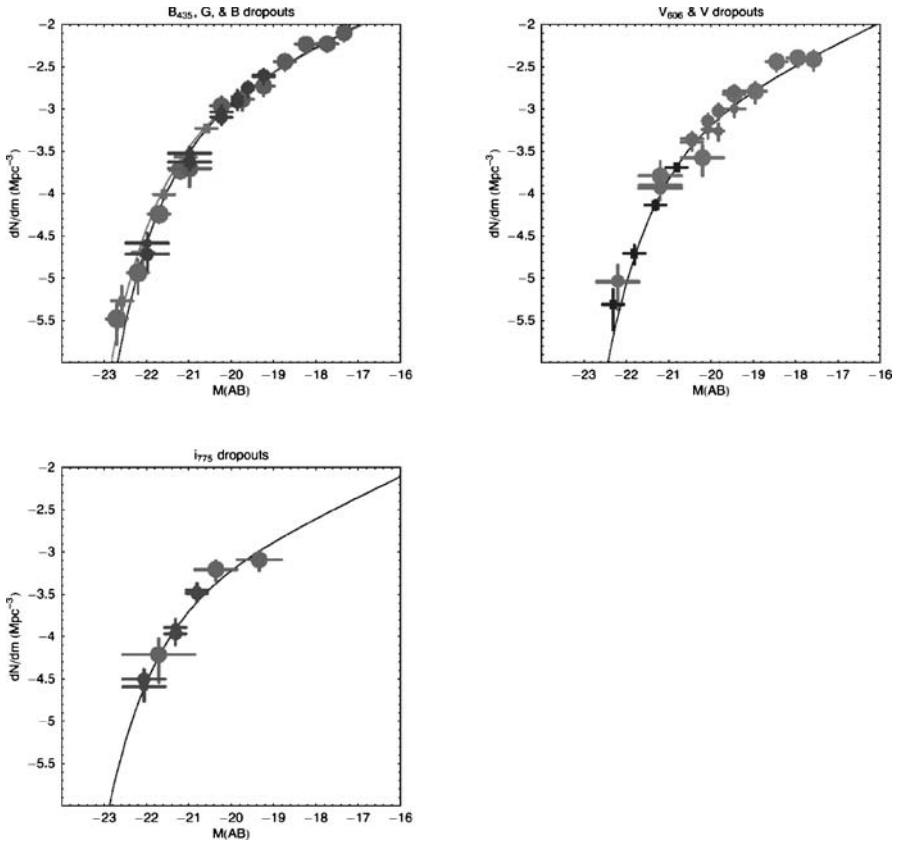 B₄₃₅, G, & B dropouts
−2
−2.5
−3
−3.5
−4
−4.5
−5
−5.5
dN/dm (Mpc⁻³)
−23 −22 −21 −20 −19 −18 −17 −16
M(AB)
V₆₀₆ & V dropouts
−2
−2.5
−3
−3.5
−4
−4.5
−5
−5.5
dN/dm (Mpc⁻³)
−23 −22 −21 −20 −19 −18 −17 −16
M(AB)
i₇₇₅ dropouts
−2
−2.5
−3
−3.5
−4
−4.5
−5
−5.5
dN/dm (Mpc⁻³)
−23 −22 −21 −20 −19 −18 −17 −16
M(AB)